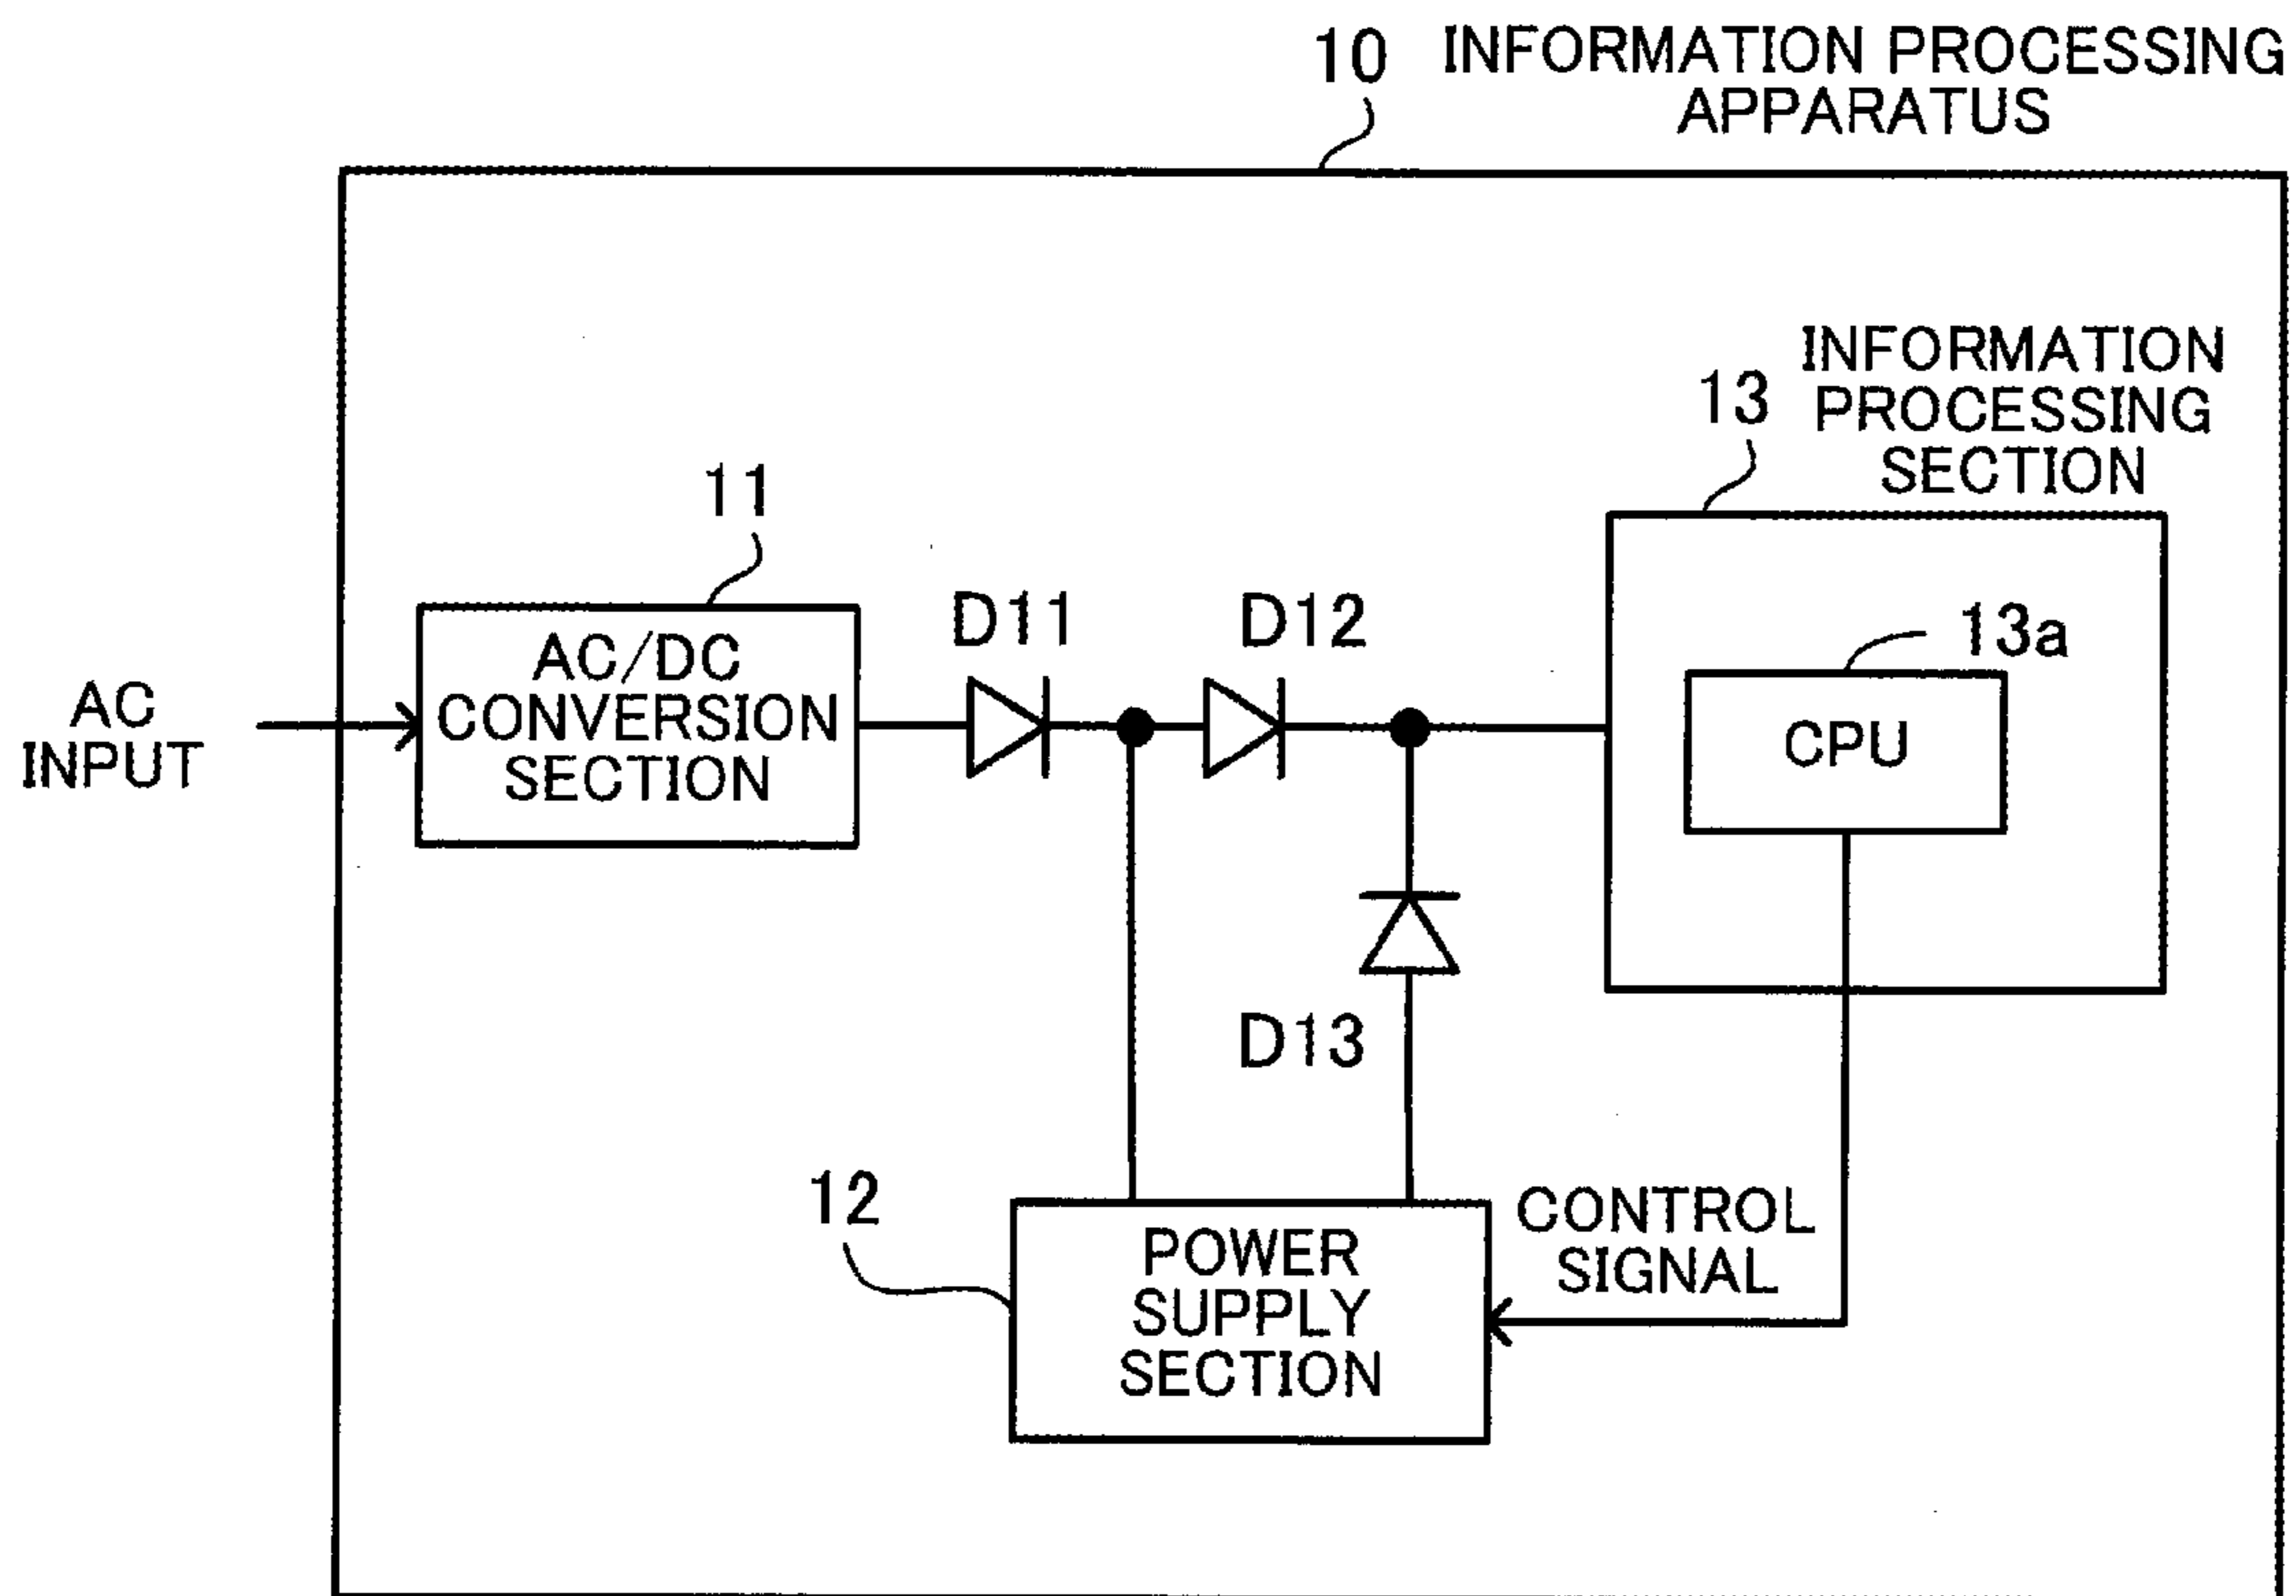 10 INFORMATION PROCESSING
APPARATUS
13 INFORMATION
PROCESSING
SECTION
11
AC/DC
CONVERSION
SECTION
D11
D12
13a
CPU
AC
INPUT
D13
12
POWER
SUPPLY
SECTION
CONTROL
SIGNAL